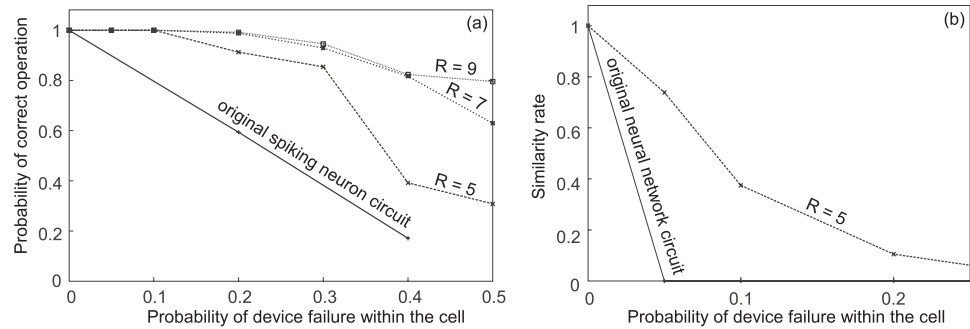 (a)
Probability of correct operation
1
0.8
0.6
0.4
0.2
0
R = 9
R = 7
R = 5
original spiking neuron circuit
0
0.1
0.2
0.3
0.4
0.5
Probability of device failure within the cell
(b)
Similarity rate
1
0.8
0.6
0.4
0.2
0
original neural network circuit
R = 5
0
0.1
0.2
Probability of device failure within the cell